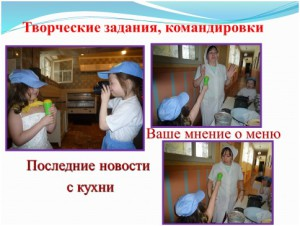 Творческие задания, командировки
Ваше мнение о меню
Последние новости
с кухни